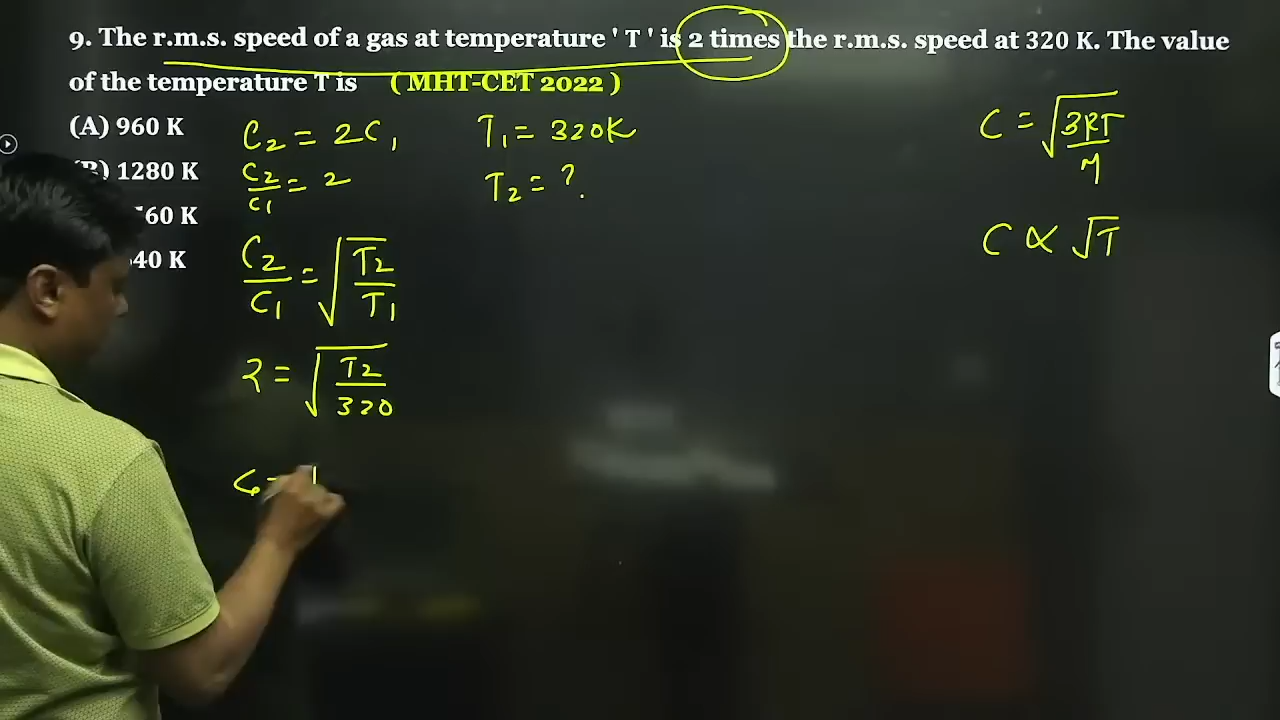 9. The r.m.s. speed of a gas at temperature ' T ' is 2 times the r.m.s. speed at 320 K. The value
of the temperature T is ( MHT-CET 2022 )
(A) 960 K
) 1280 K
60 K
40 K
C₂ = 2C₁
C₂/C₁ = 2
C₂/C₁ = √(T₂/T₁)
2 = √(T₂/320)
T₁ = 320K
T₂ = ?
C = √(3RT/M)
C ∝ √T